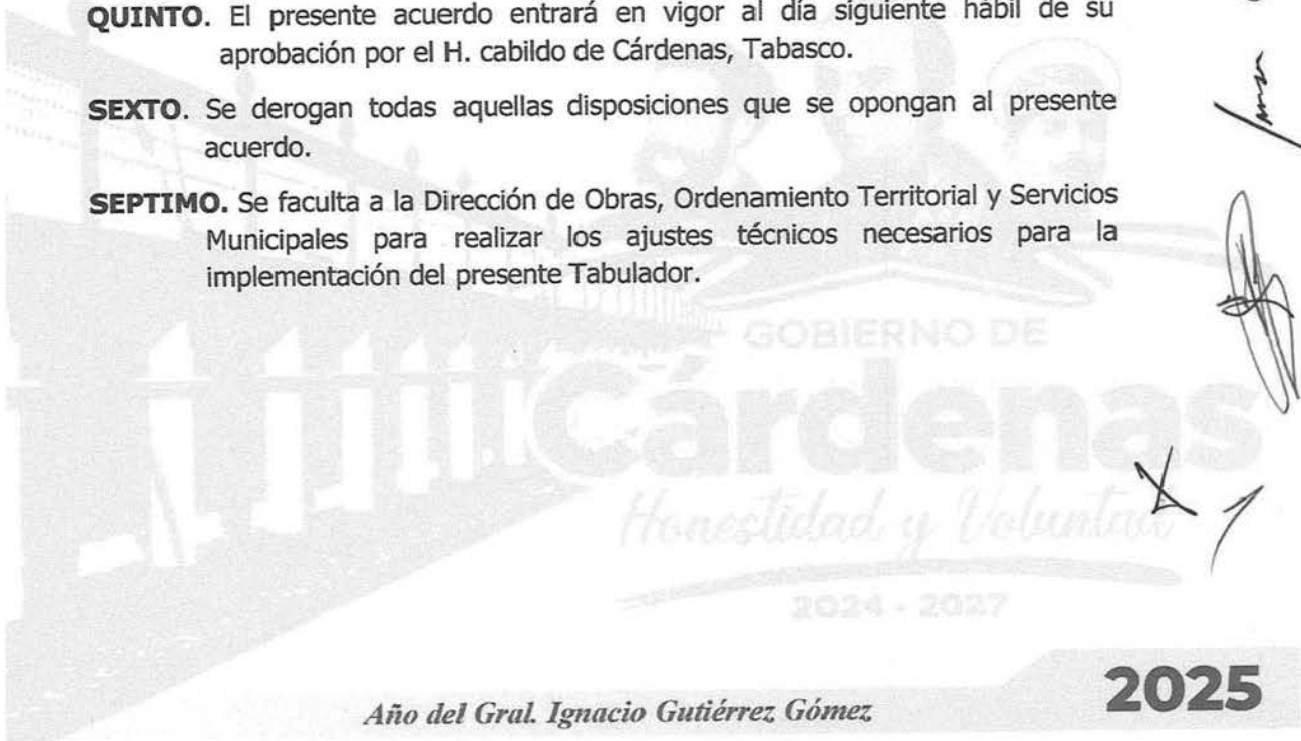 QUINTO. El presente acuerdo entrará en vigor al día siguiente hábil de su
aprobación por el H. cabildo de Cárdenas, Tabasco.
SEXTO. Se derogan todas aquellas disposiciones que se opongan al presente
acuerdo.
SEPTIMO. Se faculta a la Dirección de Obras, Ordenamiento Territorial y Servicios
Municipales para realizar los ajustes técnicos necesarios para la
implementación del presente Tabulador.
GOBIERNO DE
Cárdenas
Honestidad y Voluntad
2024 - 2027
2025
Año del Gral. Ignacio Gutiérrez Gómez